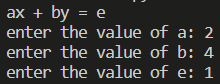 ax + by = e
enter the value of a: 2
enter the value of b: 4
enter the value of e: 1